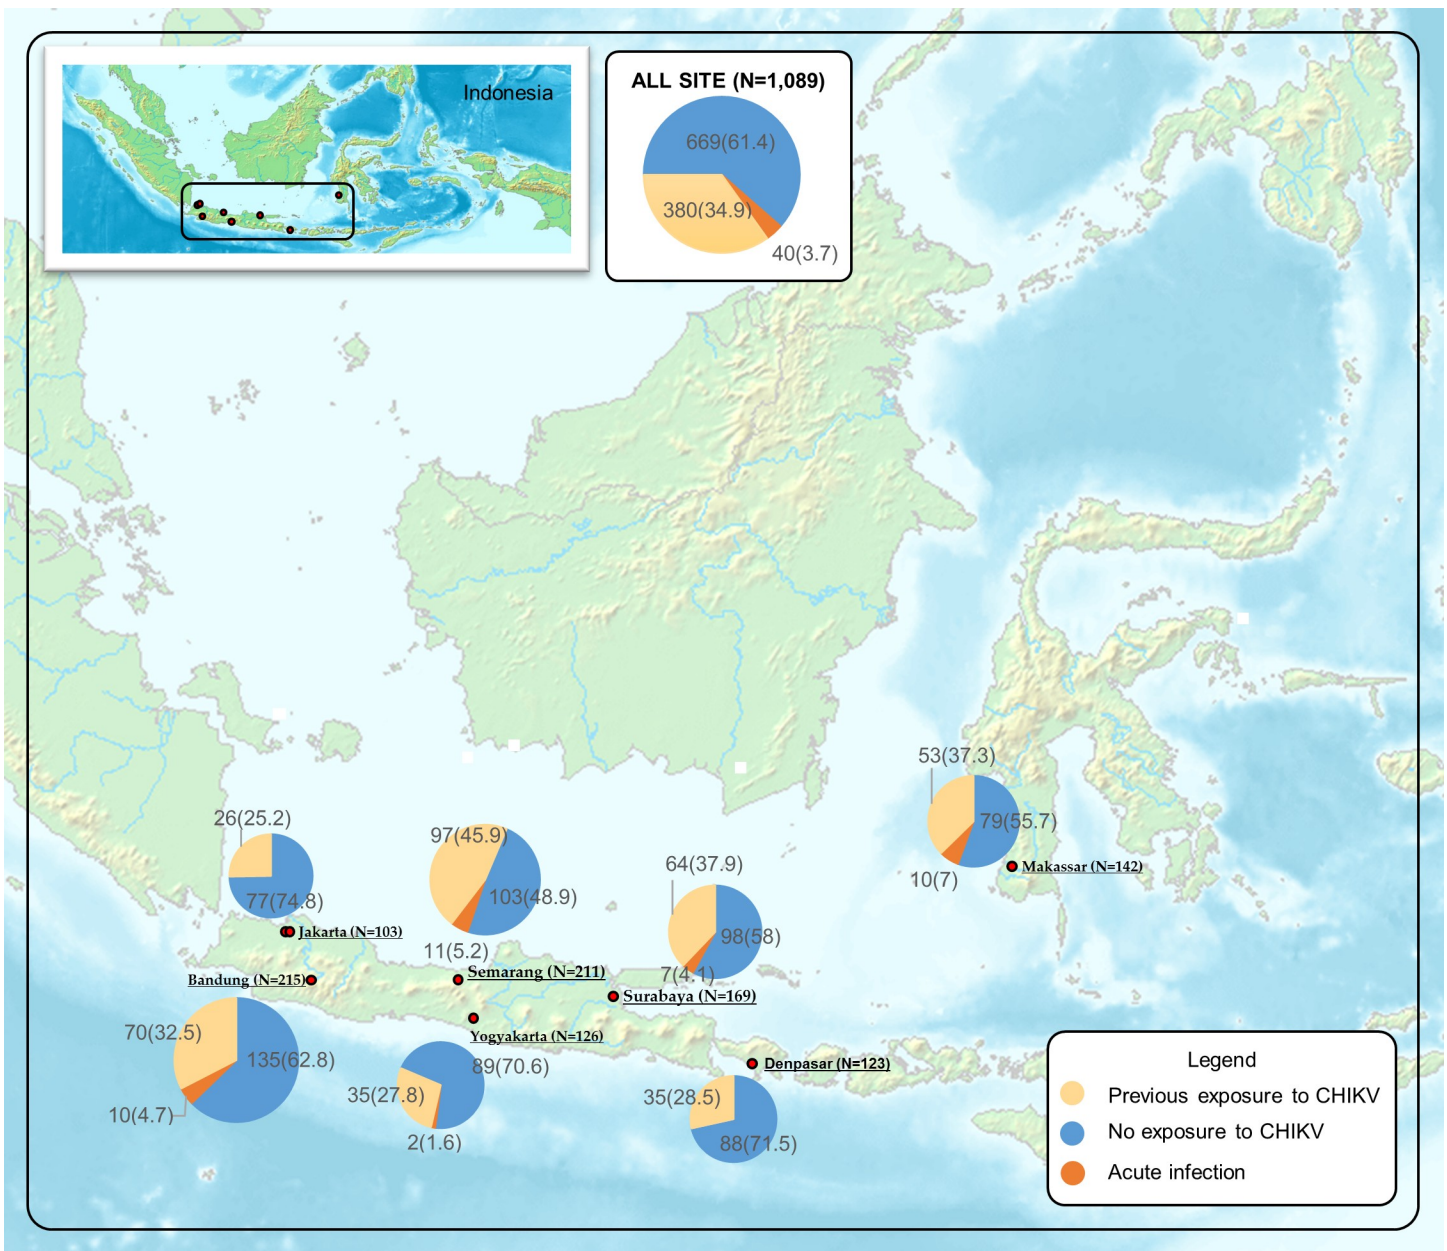 Indonesia
ALL SITE (N=1,089)
669(61.4)
380(34.9)
40(3.7)
53(37.3)
79(55.7)
10(7)
Makassar (N=142)
26(25.2)
77(74.8)
Jakarta (N=103)
97(45.9)
103(48.9)
11(5.2)
Semarang (N=211)
64(37.9)
98(58)
7(4.1)
Surabaya (N=169)
Bandung (N=215)
70(32.5)
135(62.8)
10(4.7)
Yogyakarta (N=126)
89(70.6)
35(27.8)
2(1.6)
Denpasar (N=123)
35(28.5)
88(71.5)
Legend
Previous exposure to CHIKV
No exposure to CHIKV
Acute infection